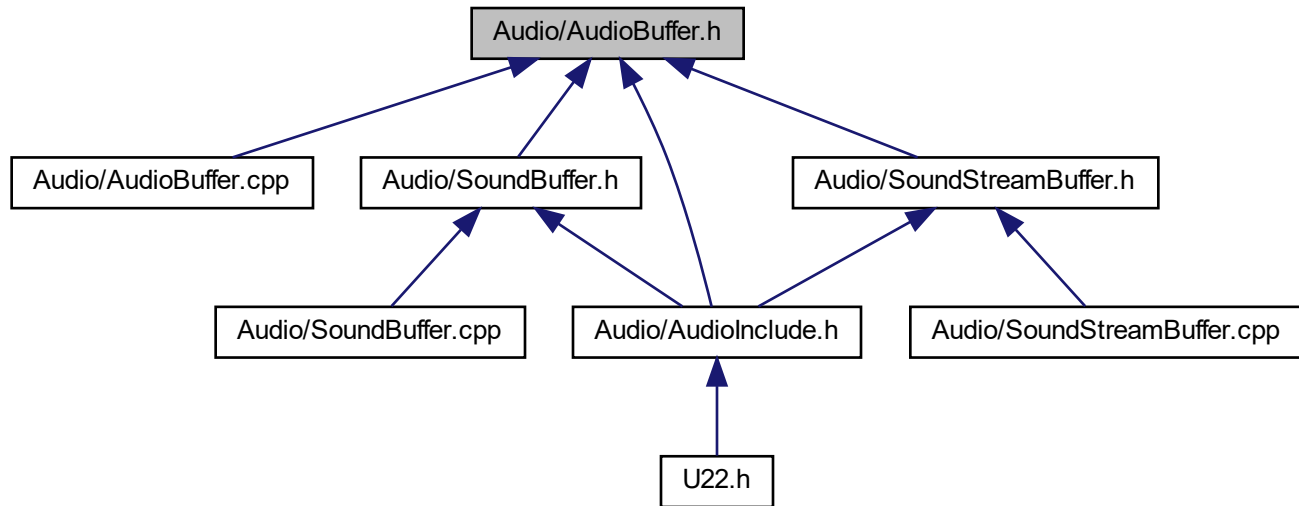 Audio/AudioBuffer.h
Audio/AudioBuffer.cpp
Audio/SoundBuffer.h
Audio/SoundStreamBuffer.h
Audio/SoundBuffer.cpp
Audio/AudioInclude.h
Audio/SoundStreamBuffer.cpp
U22.h